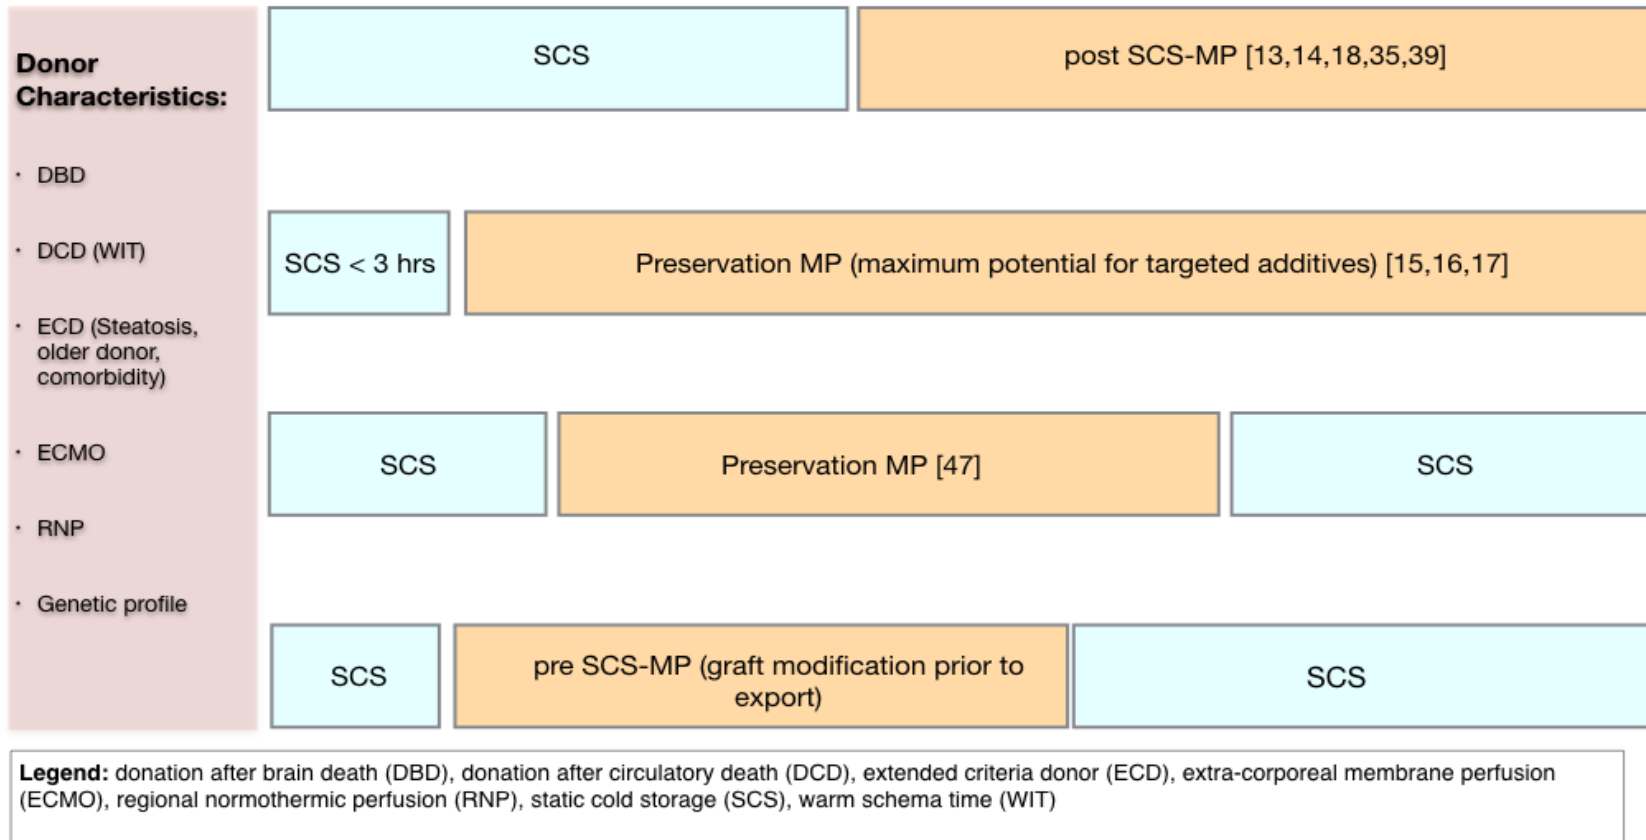 Donor
Characteristics:
· DBD
· DCD (WIT)
· ECD (Steatosis,
older donor,
comorbidity)
· ECMO
· RNP
· Genetic profile
SCS
post SCS-MP [13,14,18,35,39]
SCS < 3 hrs
Preservation MP (maximum potential for targeted additives) [15,16,17]
SCS
Preservation MP [47]
SCS
SCS
pre SCS-MP (graft modification prior to
export)
SCS
Legend: donation after brain death (DBD), donation after circulatory death (DCD), extended criteria donor (ECD), extra-corporeal membrane perfusion
(ECMO), regional normothermic perfusion (RNP), static cold storage (SCS), warm schema time (WIT)